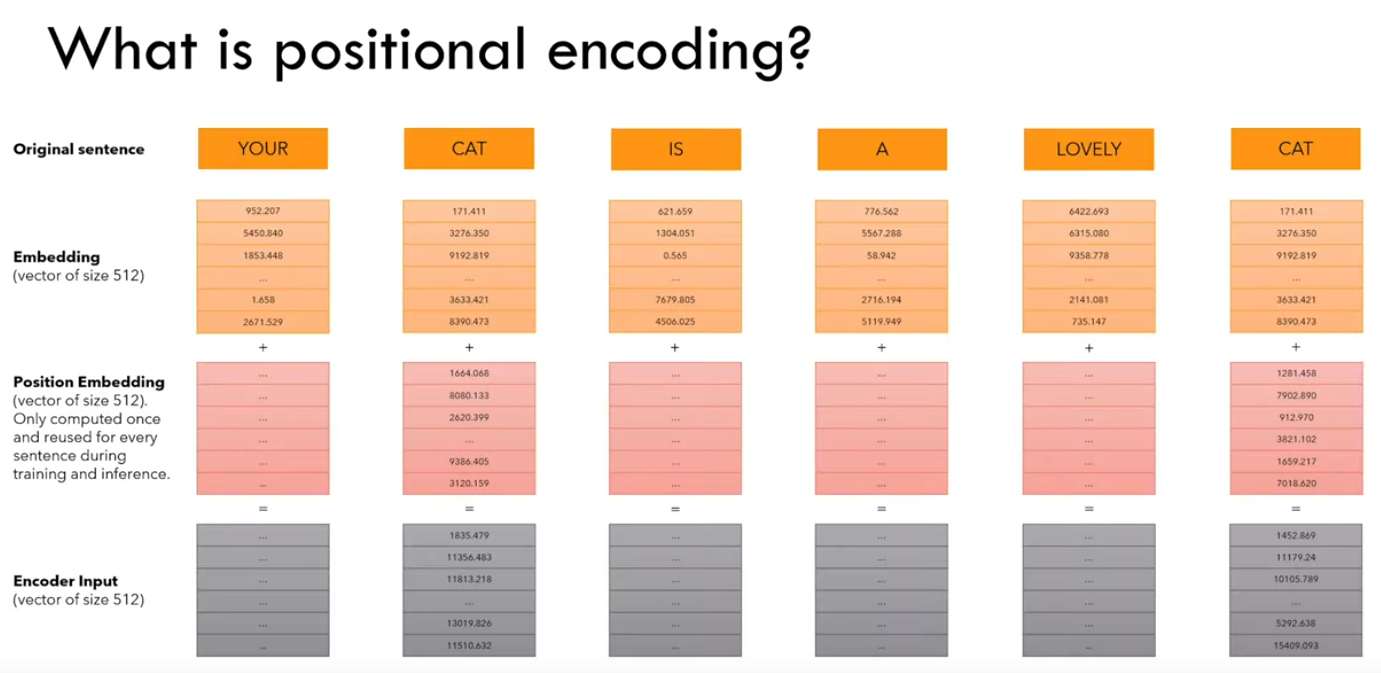 What is positional encoding?
Original sentence
YOUR
CAT
IS
A
LOVELY
CAT
Embedding
(vector of size 512)
952.207 171.411 621.659 776.562 6422.693 171.411
5450.840 3276.350 1304.051 5567.288 6315.080 3276.350
1853.448 9192.819 0.565 58.942 9358.778 9192.819
... ... ... ... ... ...
1.658 3633.421 7679.805 2716.194 2141.081 3633.421
2671.529 8390.473 4506.025 5119.949 735.147 8390.473
+ + + + + +
Position Embedding
(vector of size 512).
Only computed once
and reused for every
sentence during
training and inference.
... 1664.068 ... ... ... 1281.458
... 8080.133 ... ... ... 7902.890
... 2620.399 ... ... ... 912.970
... ... ... ... ... 3821.102
... 9386.405 ... ... ... 1659.217
... 3120.159 ... ... ... 7018.620
= = = = = =
Encoder Input
(vector of size 512)
... 1835.479 ... ... ... 1452.869
... 11356.483 ... ... ... 11179.24
... 11813.218 ... ... ... 10105.789
... ... ... ... ... ...
... 13019.826 ... ... ... 5292.638
... 11510.632 ... ... ... 15409.093